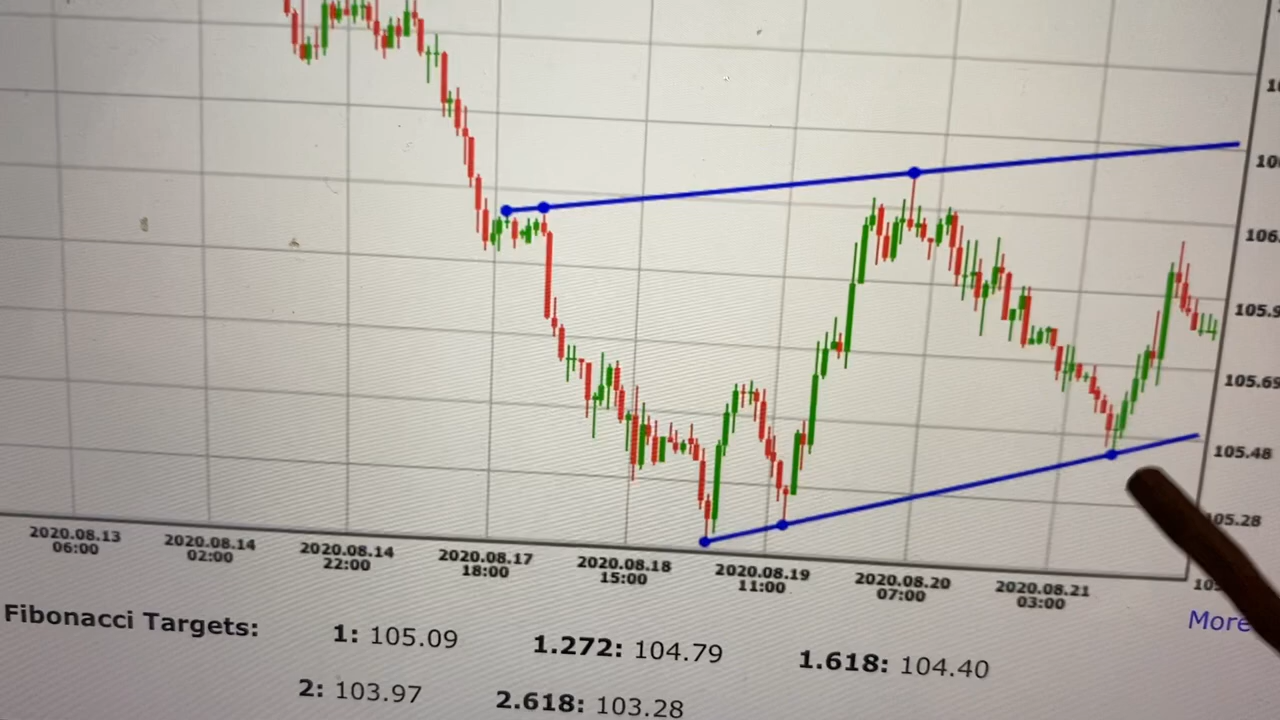 106.
105.9
105.69
105.48
105.28
2020.08.13 2020.08.14 2020.08.14 2020.08.17 2020.08.18 2020.08.19 2020.08.20 2020.08.21
06:00 02:00 22:00 18:00 15:00 11:00 07:00 03:00
More
Fibonacci Targets: 1: 105.09 1.272: 104.79 1.618: 104.40
2: 103.97 2.618: 103.28